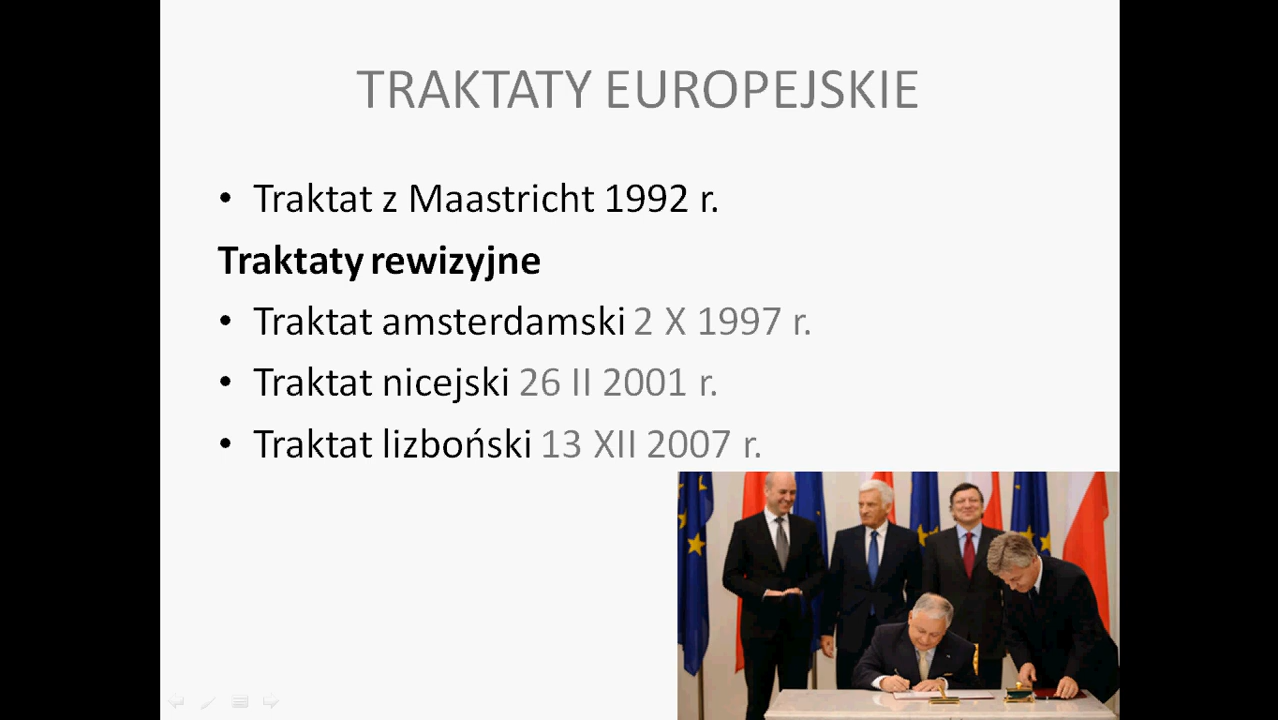 TRAKTATY EUROPEJSKIE
• Traktat z Maastricht 1992 r.
Traktaty rewizyjne
• Traktat amsterdamski 2 X 1997 r.
• Traktat nicejski 26 II 2001 r.
• Traktat lizboński 13 XII 2007 r.